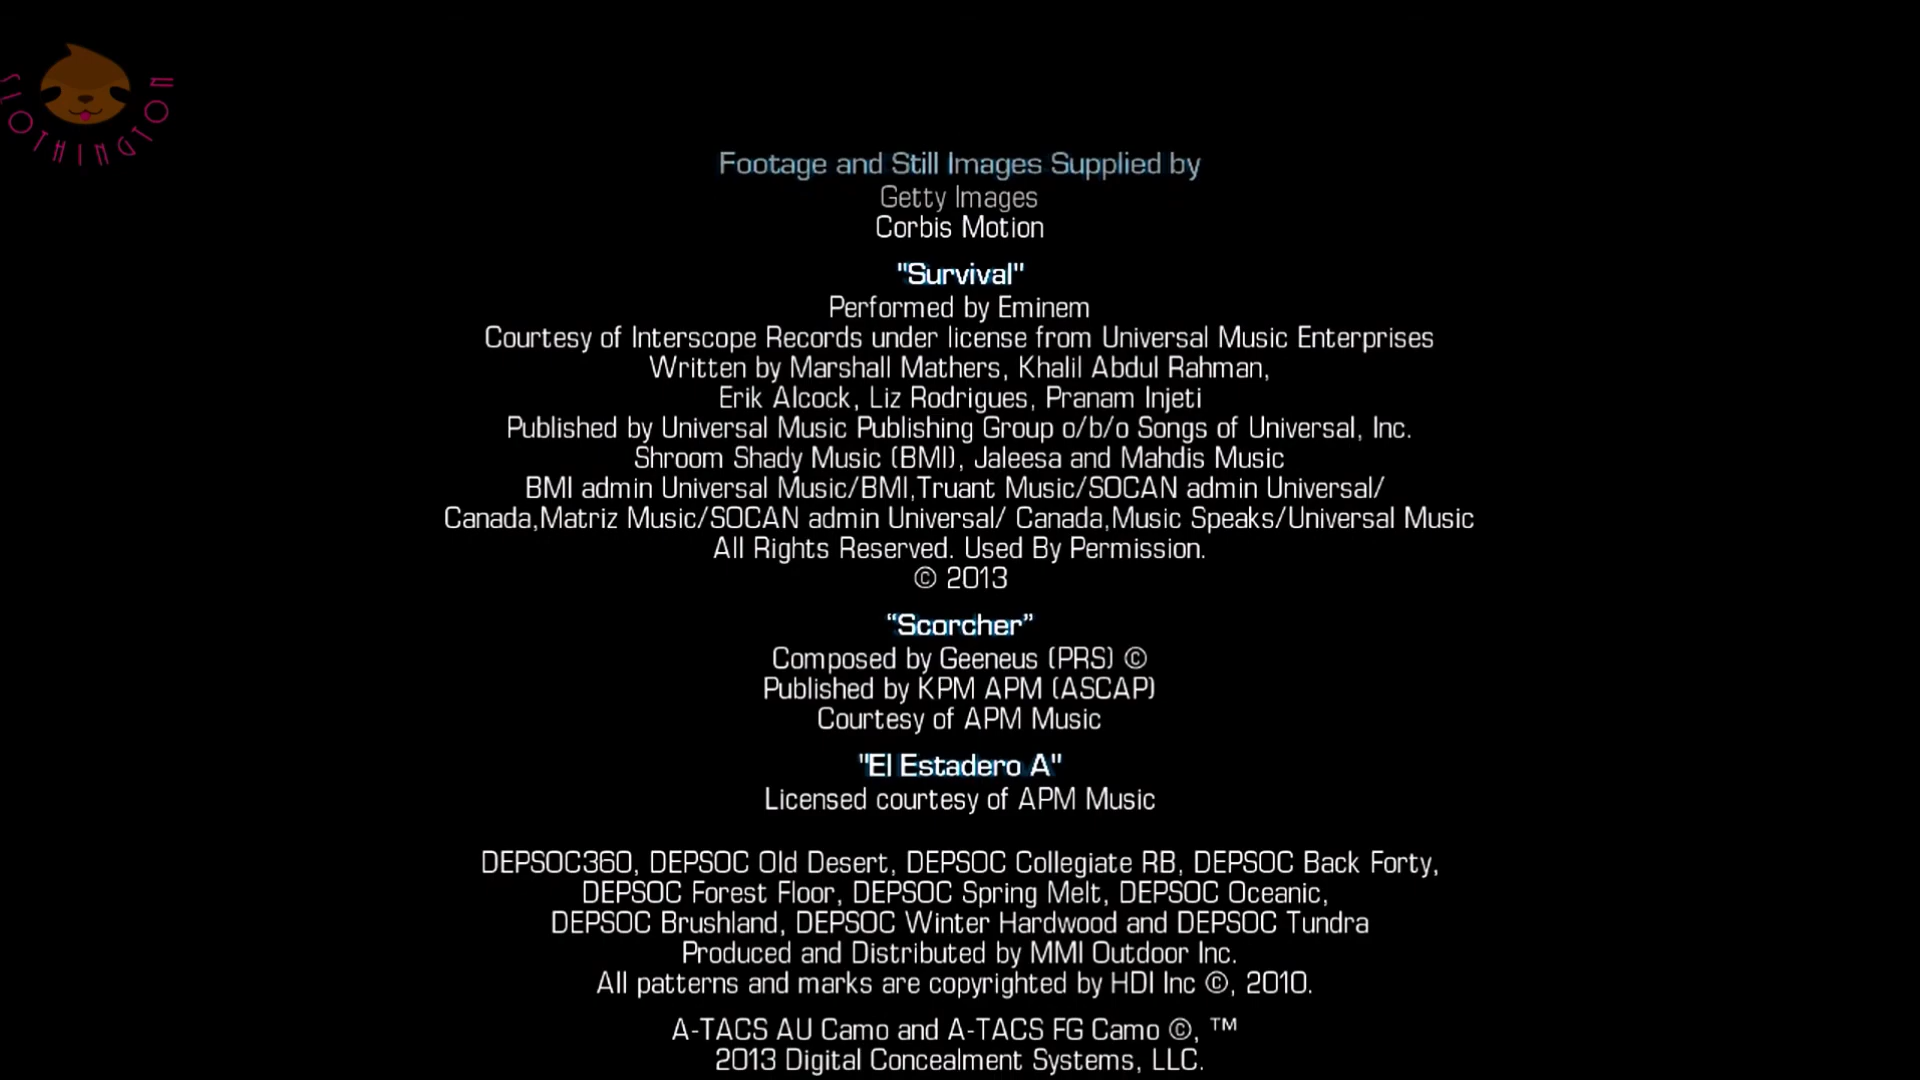 SLOTHINGTON
Footage and Still Images Supplied by
Getty Images
Corbis Motion
"Survival"
Performed by Eminem
Courtesy of Interscope Records under license from Universal Music Enterprises
Written by Marshall Mathers, Khalil Abdul Rahman,
Erik Alcock, Liz Rodrigues, Pranam Injeti
Published by Universal Music Publishing Group o/b/o Songs of Universal, Inc.
Shroom Shady Music (BMI), Jaleesa and Mahdis Music
BMI admin Universal Music/BMI,Truant Music/SOCAN admin Universal/
Canada,Matriz Music/SOCAN admin Universal/ Canada,Music Speaks/Universal Music
All Rights Reserved. Used By Permission.
© 2013
“Scorcher”
Composed by Geeneus (PRS) ©
Published by KPM APM (ASCAP)
Courtesy of APM Music
"El Estadero A"
Licensed courtesy of APM Music
DEPSOC360, DEPSOC Old Desert, DEPSOC Collegiate RB, DEPSOC Back Forty,
DEPSOC Forest Floor, DEPSOC Spring Melt, DEPSOC Oceanic,
DEPSOC Brushland, DEPSOC Winter Hardwood and DEPSOC Tundra
Produced and Distributed by MMI Outdoor Inc.
All patterns and marks are copyrighted by HDI Inc ©, 2010.
A-TACS AU Camo and A-TACS FG Camo ©, ™
2013 Digital Concealment Systems, LLC.